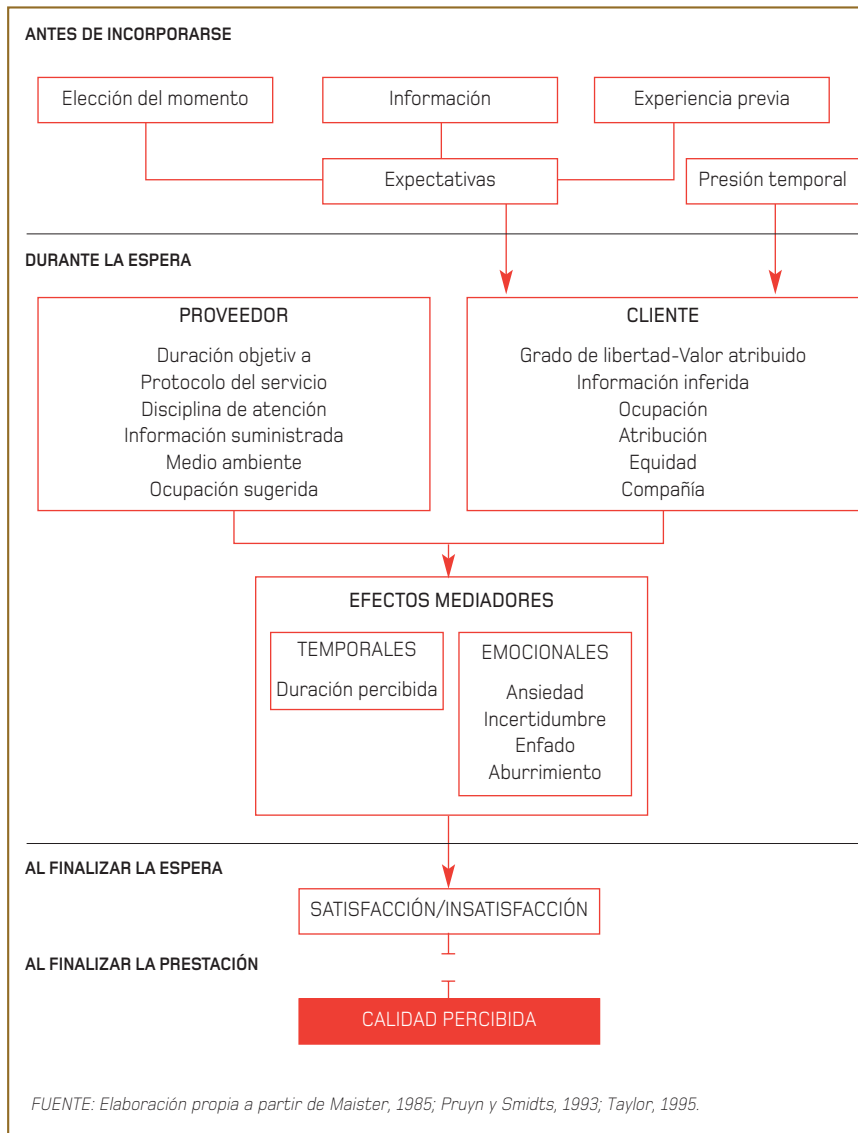 ANTES DE INCORPORARSE
Elección del momento
Información
Experiencia previa
Expectativas
Presión temporal
DURANTE LA ESPERA
PROVEEDOR
Duración objetiv a
Protocolo del servicio
Disciplina de atención
Información suministrada
Medio ambiente
Ocupación sugerida
CLIENTE
Grado de libertad-Valor atribuido
Información inferida
Ocupación
Atribución
Equidad
Compañía
EFECTOS MEDIADORES
TEMPORALES
Duración percibida
EMOCIONALES
Ansiedad
Incertidumbre
Enfado
Aburrimiento
AL FINALIZAR LA ESPERA
SATISFACCIÓN/INSATISFACCIÓN
AL FINALIZAR LA PRESTACIÓN
CALIDAD PERCIBIDA
FUENTE: Elaboración propia a partir de Maister, 1985; Pruyn y Smidts, 1993; Taylor, 1995.